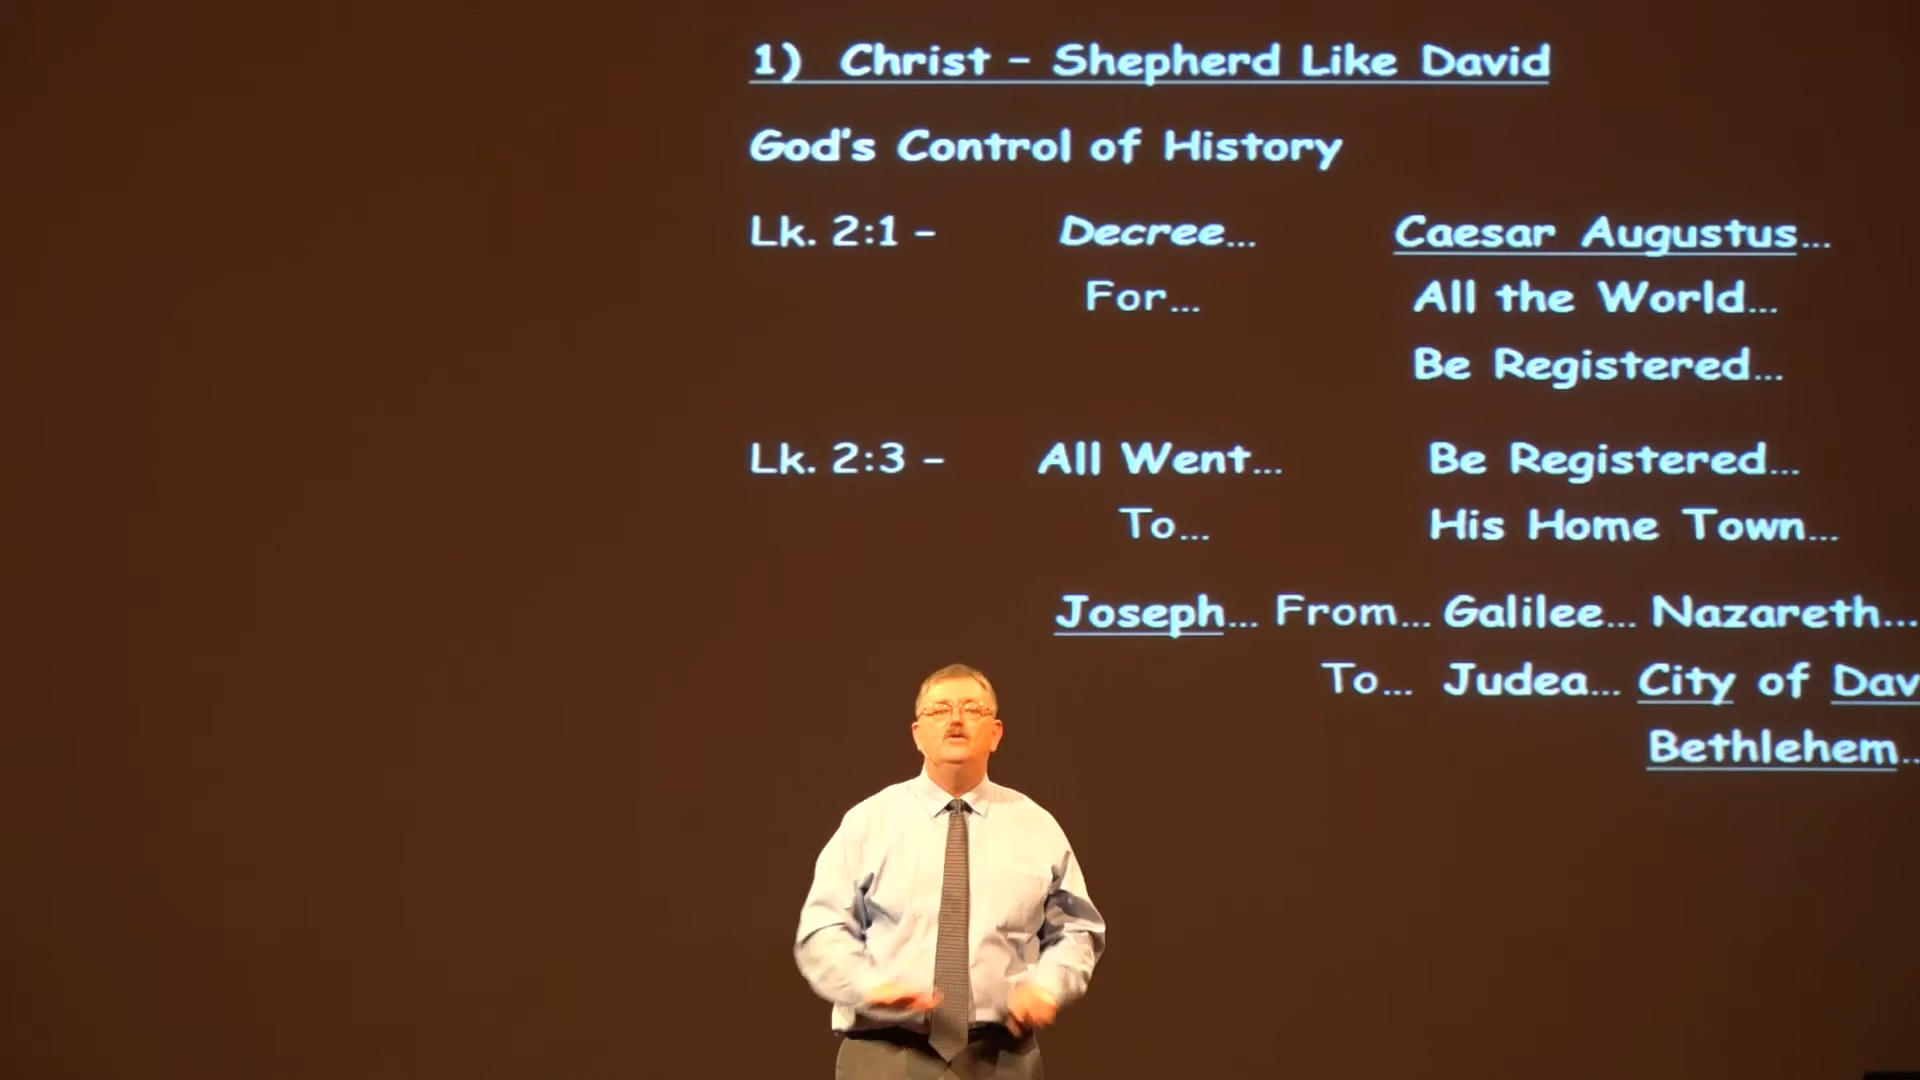 1) Christ – Shepherd Like David
God's Control of History
Lk. 2:1 – Decree... Caesar Augustus...
For... All the World...
Be Registered...
Lk. 2:3 – All Went... Be Registered...
To... His Home Town...
Joseph... From... Galilee... Nazareth...
To... Judea... City of Dav
Bethlehem..